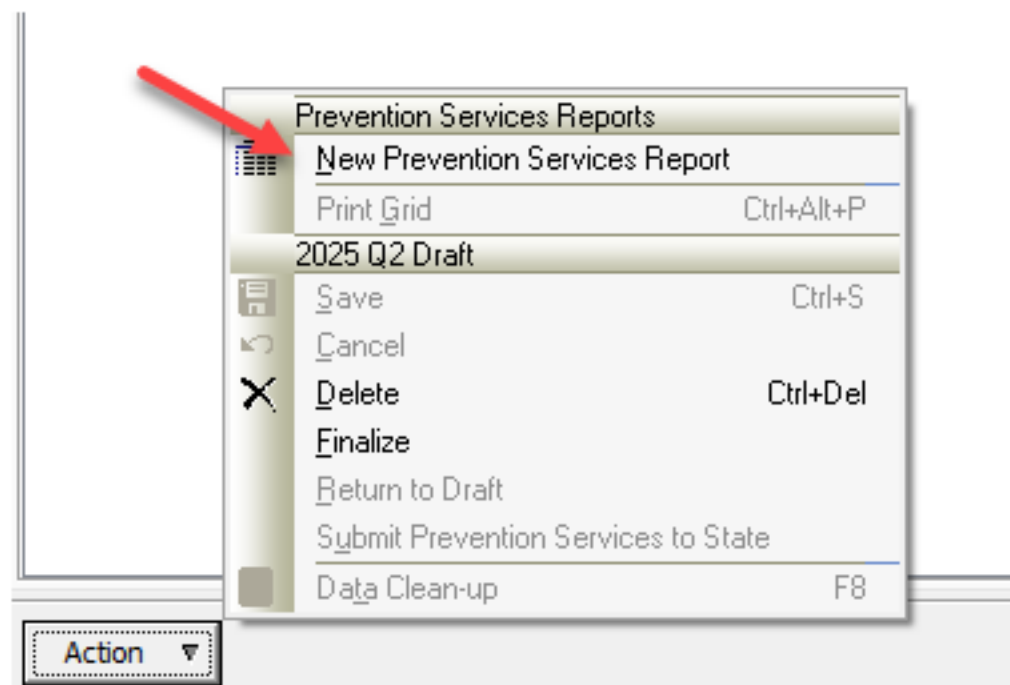 Prevention Services Reports
New Prevention Services Report
Print Grid Ctrl+Alt+P
2025 Q2 Draft
Save Ctrl+S
Cancel
Delete Ctrl+Del
Finalize
Return to Draft
Submit Prevention Services to State
Data Clean-up F8
Action